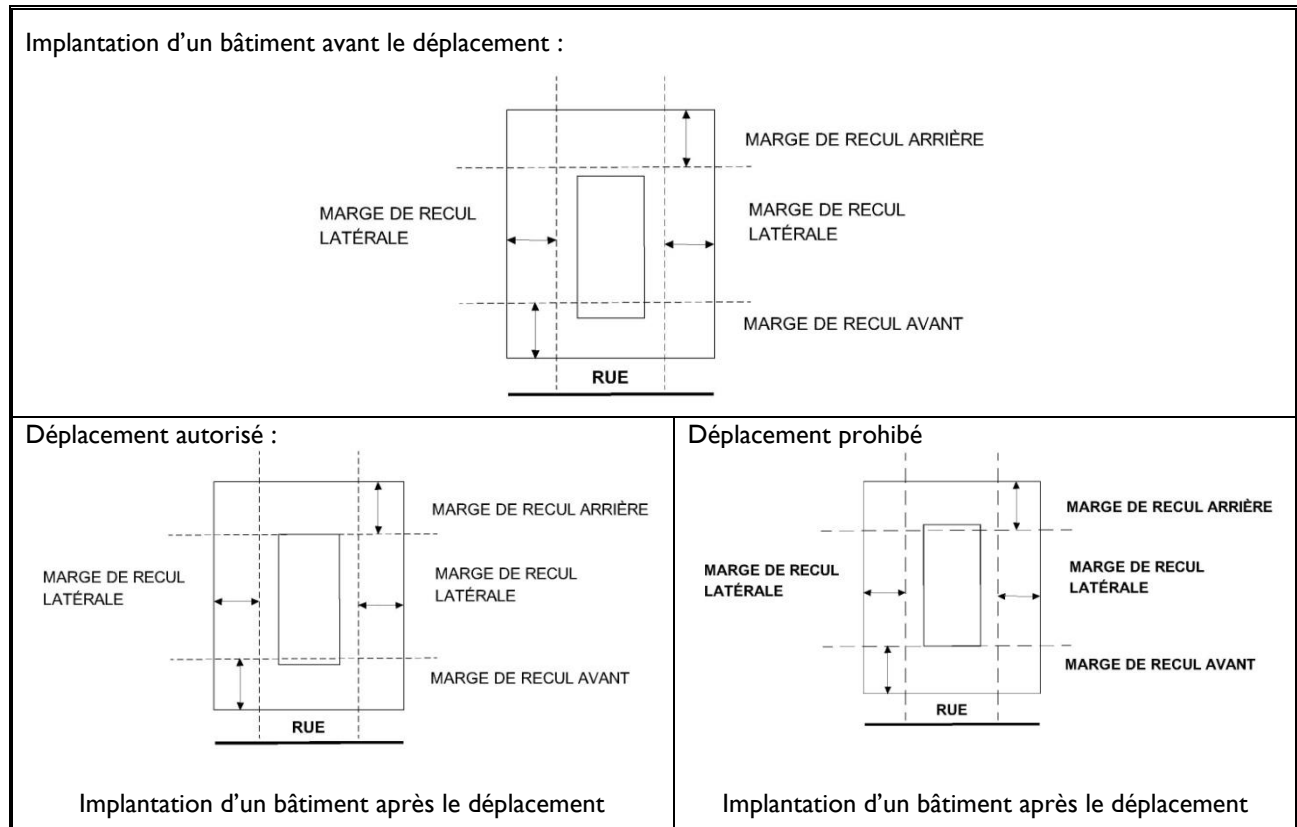 Implantation d’un bâtiment avant le déplacement :
MARGE DE RECUL ARRIÈRE
MARGE DE RECUL
LATÉRALE
MARGE DE RECUL
LATÉRALE
MARGE DE RECUL AVANT
RUE
Déplacement autorisé :
MARGE DE RECUL ARRIÈRE
MARGE DE RECUL
LATÉRALE
MARGE DE RECUL
LATÉRALE
MARGE DE RECUL AVANT
RUE
Implantation d’un bâtiment après le déplacement
Déplacement prohibé
MARGE DE RECUL ARRIÈRE
MARGE DE RECUL
LATÉRALE
MARGE DE RECUL
LATÉRALE
MARGE DE RECUL AVANT
RUE
Implantation d’un bâtiment après le déplacement